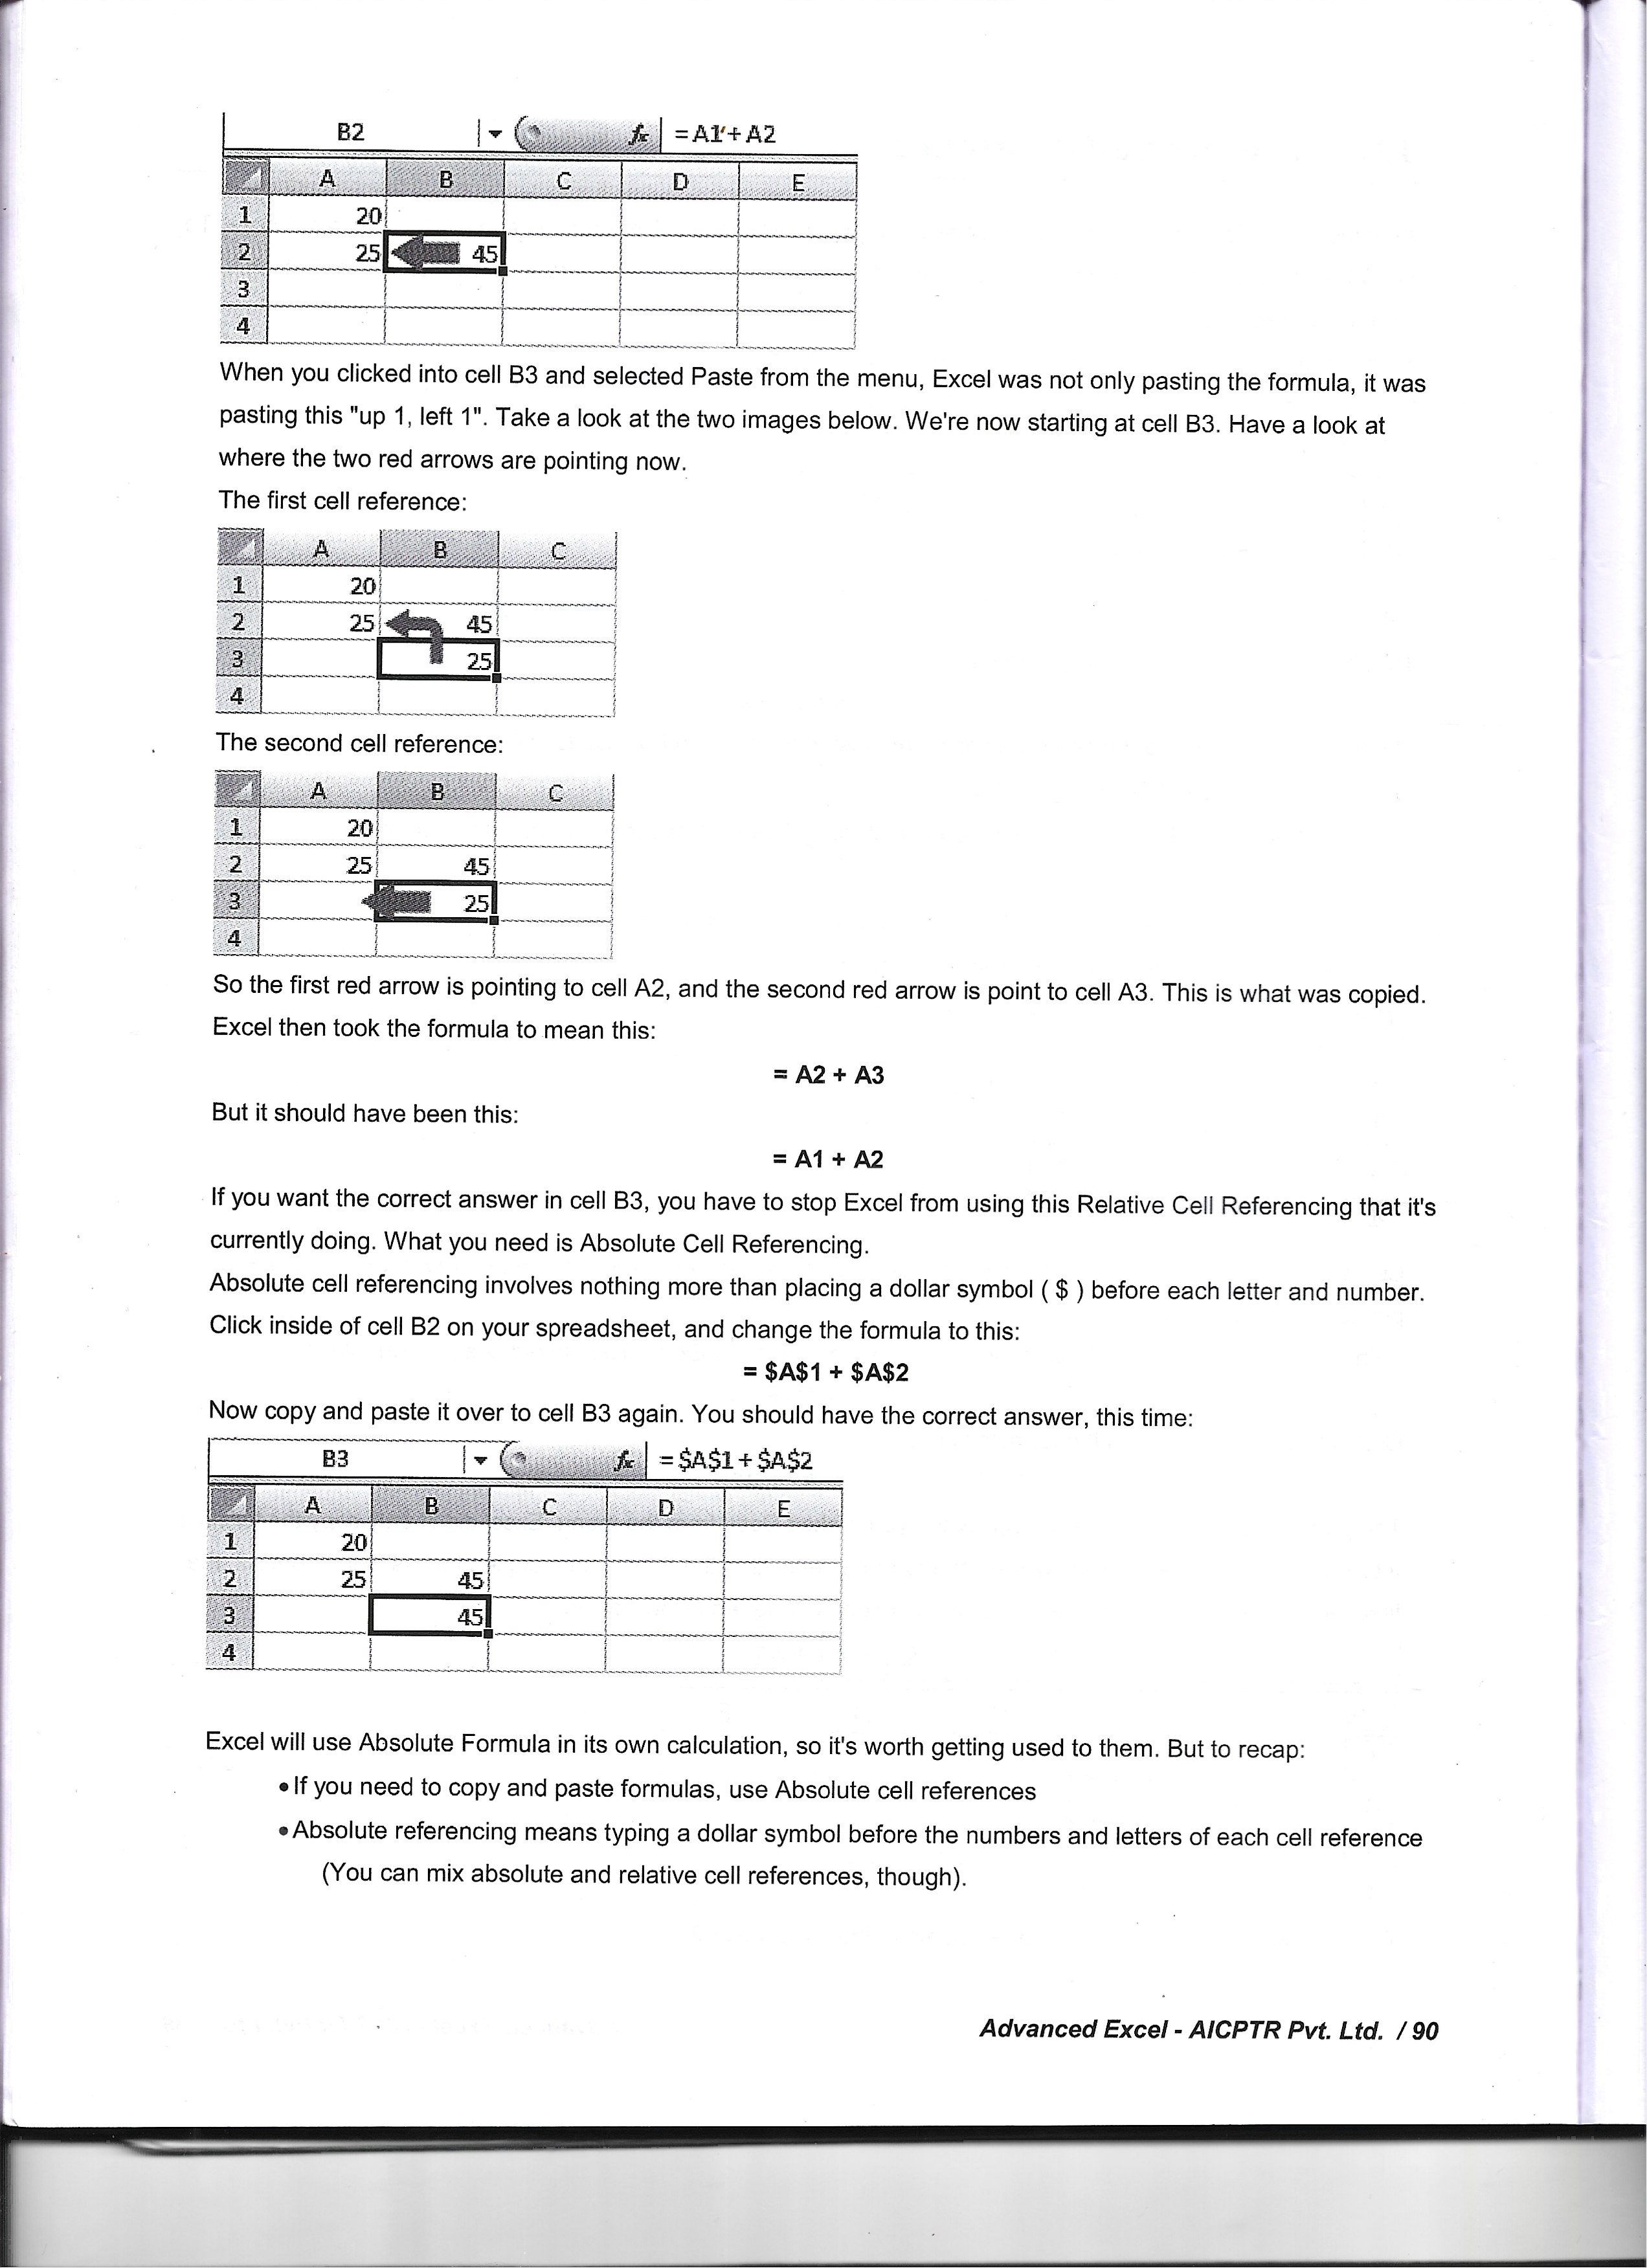 B2 fx =A1+A2
A B C D E
1 20
2 25 45
3
4
When you clicked into cell B3 and selected Paste from the menu, Excel was not only pasting the formula, it was
pasting this "up 1, left 1". Take a look at the two images below. We're now starting at cell B3. Have a look at
where the two red arrows are pointing now.
The first cell reference:
A B C
1 20
2 25 45
3 25
4
The second cell reference:
A B C
1 20
2 25 45
3 25
4
So the first red arrow is pointing to cell A2, and the second red arrow is point to cell A3. This is what was copied.
Excel then took the formula to mean this:
= A2 + A3
But it should have been this:
= A1 + A2
If you want the correct answer in cell B3, you have to stop Excel from using this Relative Cell Referencing that it's
currently doing. What you need is Absolute Cell Referencing.
Absolute cell referencing involves nothing more than placing a dollar symbol ( $ ) before each letter and number.
Click inside of cell B2 on your spreadsheet, and change the formula to this:
= $A$1 + $A$2
Now copy and paste it over to cell B3 again. You should have the correct answer, this time:
B3 fx =$A$1+$A$2
A B C D E
1 20
2 25 45
3 45
4
Excel will use Absolute Formula in its own calculation, so it's worth getting used to them. But to recap:
• If you need to copy and paste formulas, use Absolute cell references
• Absolute referencing means typing a dollar symbol before the numbers and letters of each cell reference
(You can mix absolute and relative cell references, though).
Advanced Excel - AICPTR Pvt. Ltd. / 90